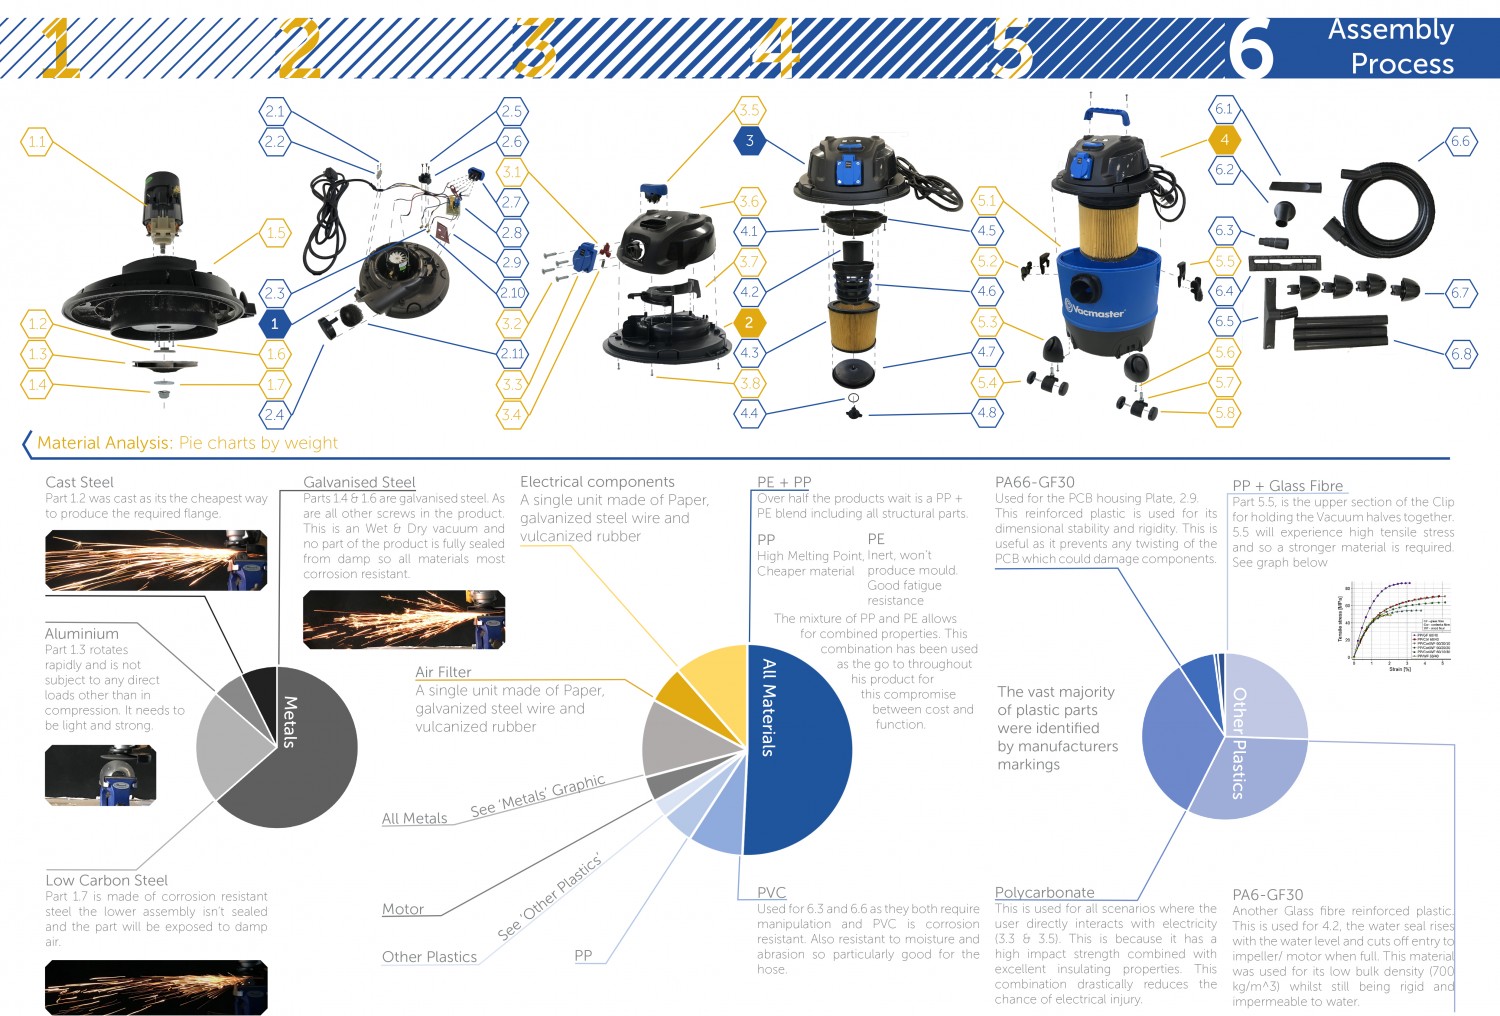 1
2
3
4
5
6
Assembly
Process
1.1
1.2
1.3
1.4
1.5
1.6
1.7
2.1
2.2
2.3
1
2.4
2.5
2.6
3.1
2.7
2.8
2.9
2.10
3.2
2.11
3.3
3.4
3.5
3
3.6
4.1
3.7
4.2
2
4.3
3.8
4.4
5.1
4.5
5.2
4.6
5.3
4.7
5.4
4.8
Vacmaster
6.1
4
6.2
6.3
5.5
6.4
6.5
5.6
5.7
5.8
6.6
6.7
6.8
Material Analysis: Pie charts by weight
Cast Steel
Part 1.2 was cast as its the cheapest way
to produce the required flange.
Aluminium
Part 1.3 rotates
rapidly and is not
subject to any direct
loads other than in
compression. It needs to
be light and strong.
Low Carbon Steel
Part 1.7 is made of corrosion resistant
steel the lower assembly isn't sealed
and the part will be exposed to damp
air.
Galvanised Steel
Parts 1.4 & 1.6 are galvanised steel. As
are all other screws in the product.
This is an Wet & Dry vacuum and
no part of the product is fully sealed
from damp so all materials most
corrosion resistant.
Metals
Electrical components
A single unit made of Paper,
galvanized steel wire and
vulcanized rubber
Air Filter
A single unit made of Paper,
galvanized steel wire and
vulcanized rubber
All Metals
See 'Metals' Graphic
Motor
Other Plastics
See 'Other Plastics'
PP
All Materials
PE + PP
Over half the products wait is a PP +
PE blend including all structural parts.
PP
High Melting Point,
Cheaper material
PE
Inert, won't
produce mould.
Good fatigue
resistance
The mixture of PP and PE allows
for combined properties. This
combination has been used
as the go to throughout
his product for
this compromise
between cost and
function.
PVC
Used for 6.3 and 6.6 as they both require
manipulation and PVC is corrosion
resistant. Also resistant to moisture and
abrasion so particularly good for the
hose.
PA66-GF30
Used for the PCB housing Plate, 2.9.
This reinforced plastic is used for its
dimensional stability and rigidity. This is
useful as it prevents any twisting of the
PCB which could damage components.
The vast majority
of plastic parts
were identified
by manufacturers
markings
Other Plastics
Polycarbonate
This is used for all scenarios where the
user directly interacts with electricity
(3.3 & 3.5). This is because it has a
high impact strength combined with
excellent insulating properties. This
combination drastically reduces the
chance of electrical injury.
PP + Glass Fibre
Part 5.5, is the upper section of the Clip
for holding the Vacuum halves together.
5.5 will experience high tensile stress
and so a stronger material is required.
See graph below
Tensile stress [MPa]
Strain [%]
PA6-GF30
Another Glass fibre reinforced plastic.
This is used for 4.2, the water seal rises
with the water level and cuts off entry to
impeller/ motor when full. This material
was used for its low bulk density (700
kg/m^3) whilst still being rigid and
impermeable to water.